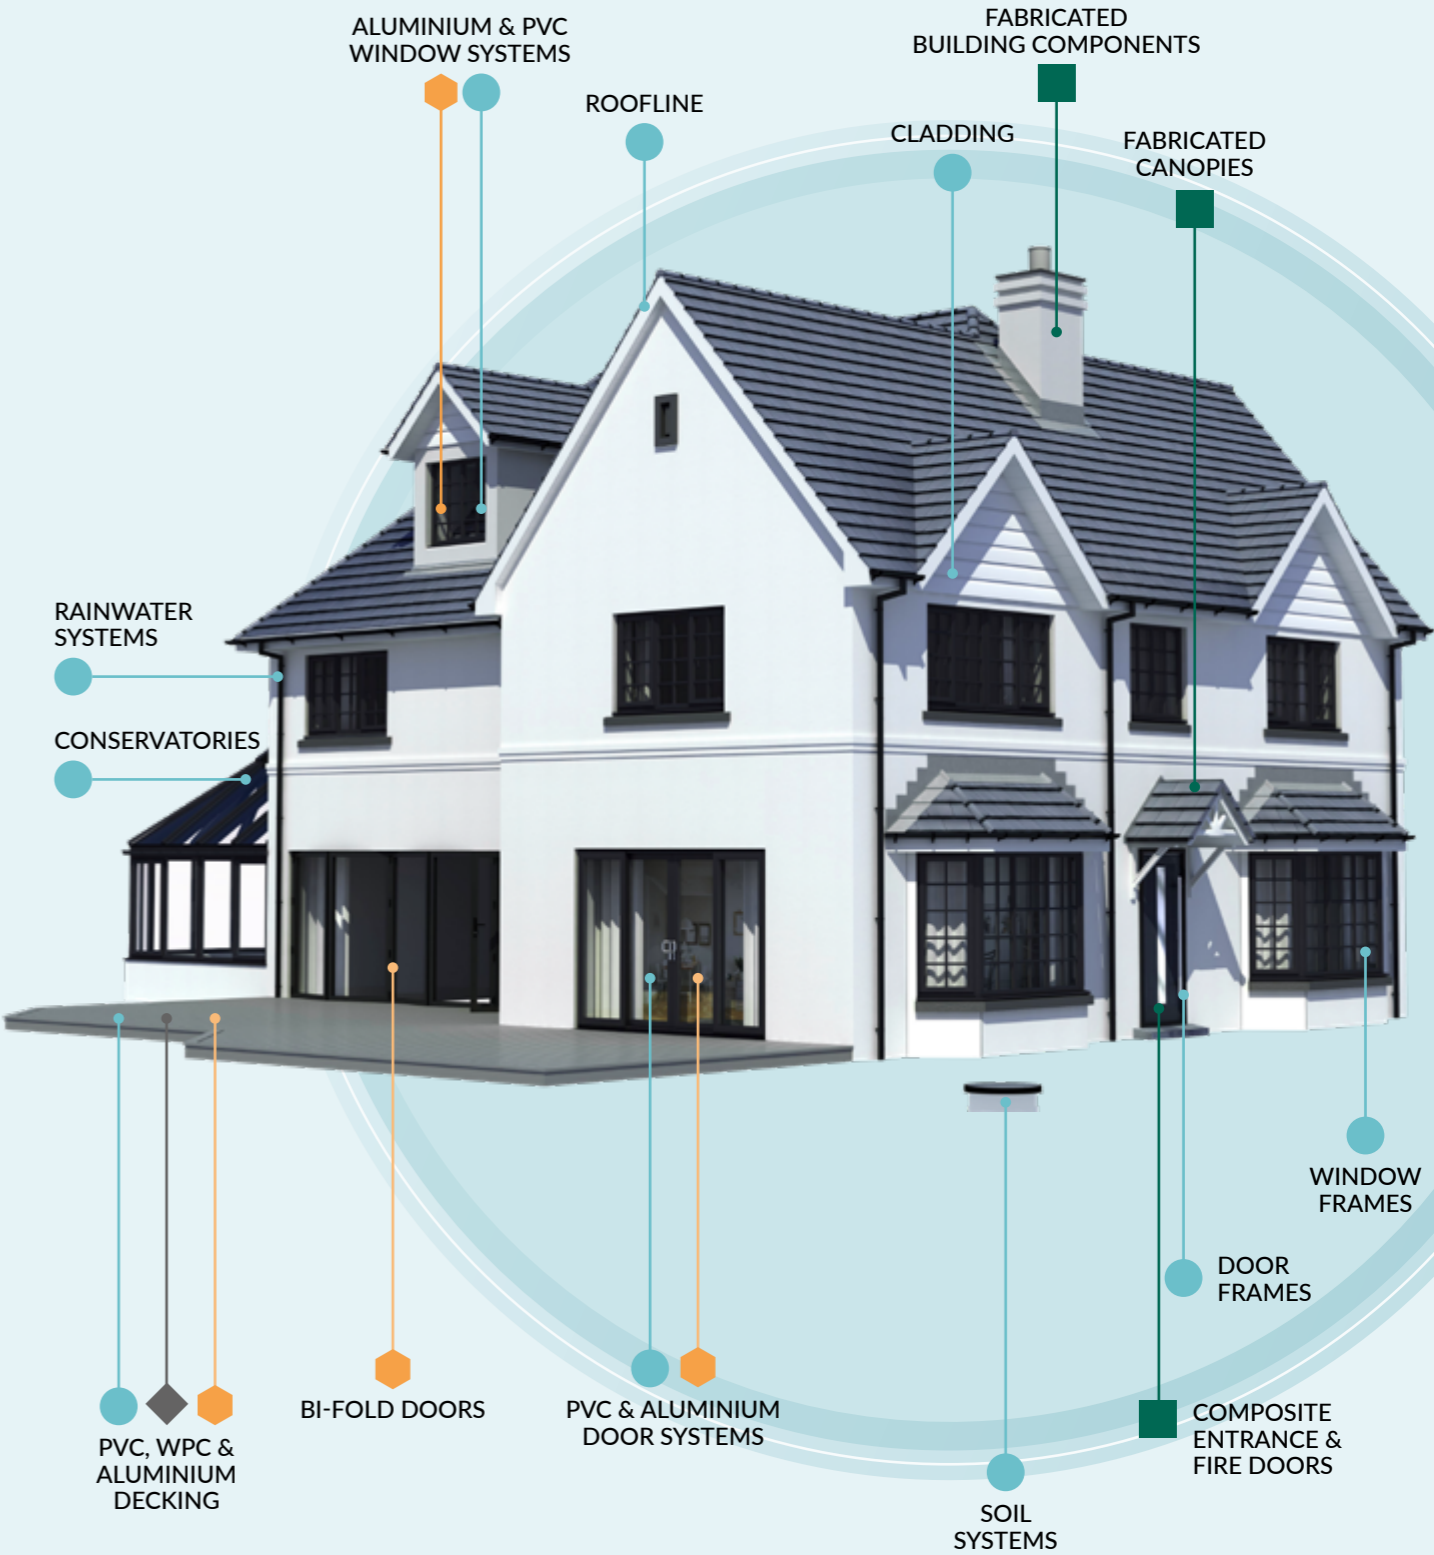 ALUMINIUM & PVC
WINDOW SYSTEMS
FABRICATED
BUILDING COMPONENTS
ROOFLINE
CLADDING
FABRICATED
CANOPIES
RAINWATER
SYSTEMS
CONSERVATORIES
WINDOW
FRAMES
DOOR
FRAMES
BI-FOLD DOORS
PVC & ALUMINIUM
DOOR SYSTEMS
COMPOSITE
ENTRANCE &
FIRE DOORS
PVC, WPC &
ALUMINIUM
DECKING
SOIL
SYSTEMS